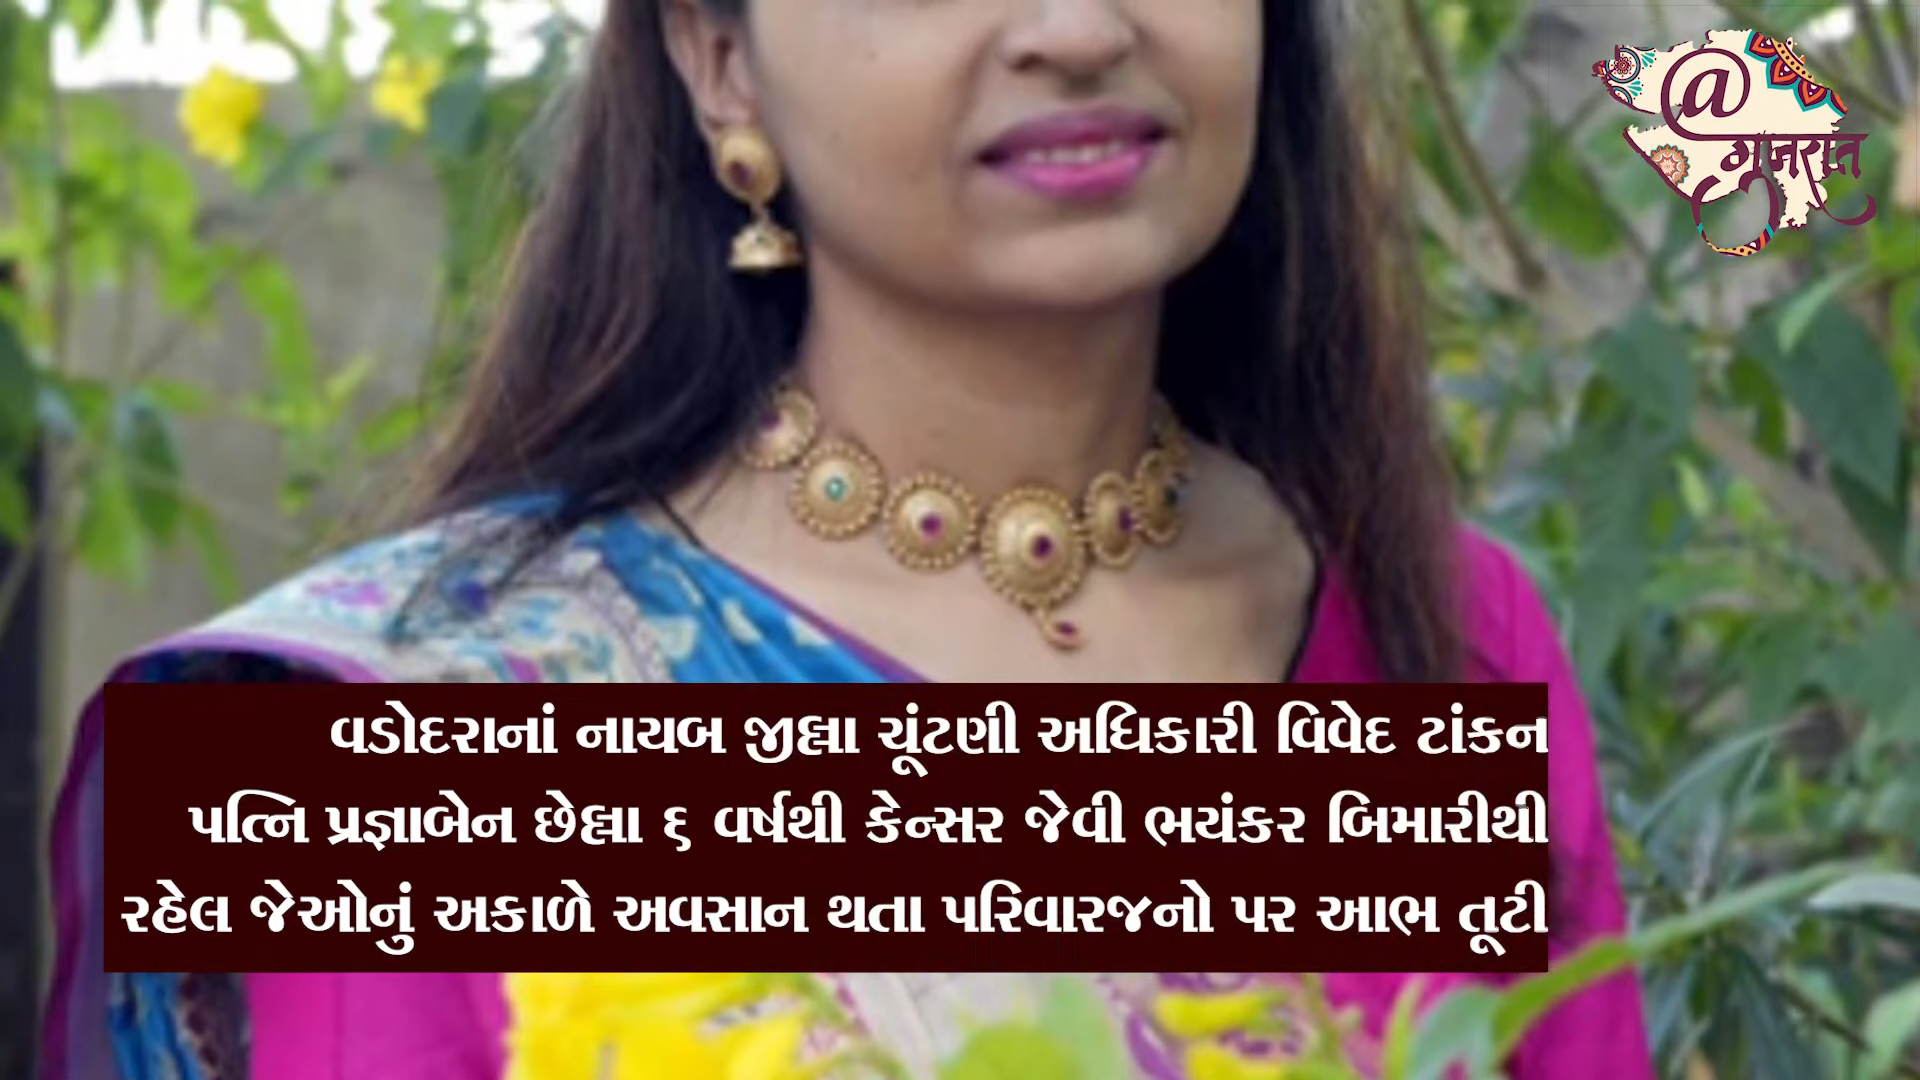 @
ગુજરાત
વડોદરાનાં નાયબ જીલ્લા ચૂંટણી અધિકારી વિવેદ ટાંકન
પત્નિ પ્રજ્ઞાબેન છેલ્લા ૬ વર્ષથી કેન્સર જેવી ભયંકર બિમારીથી
રહેલ જેઓનું અકાળે અવસાન થતા પરિવારજનો પર આભ તૂટી